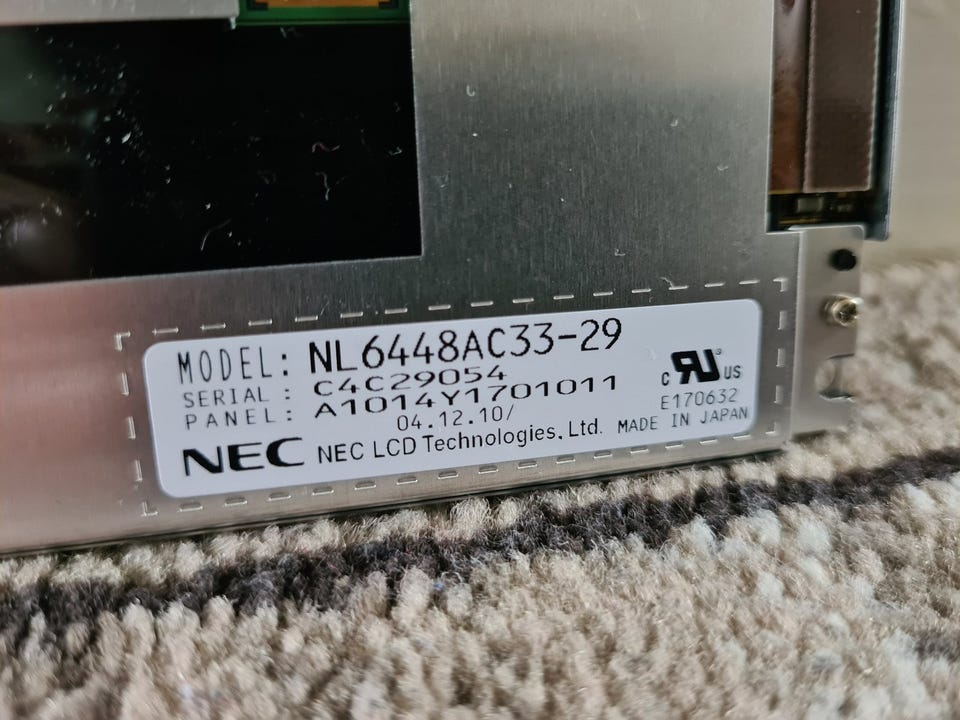 MODEL: NL6448AC33-29
SERIAL: C4C29054
PANEL: A1014Y1701011
04.12.10/
c RU ® US
E170632
NEC NEC LCD Technologies, Ltd. MADE IN JAPAN